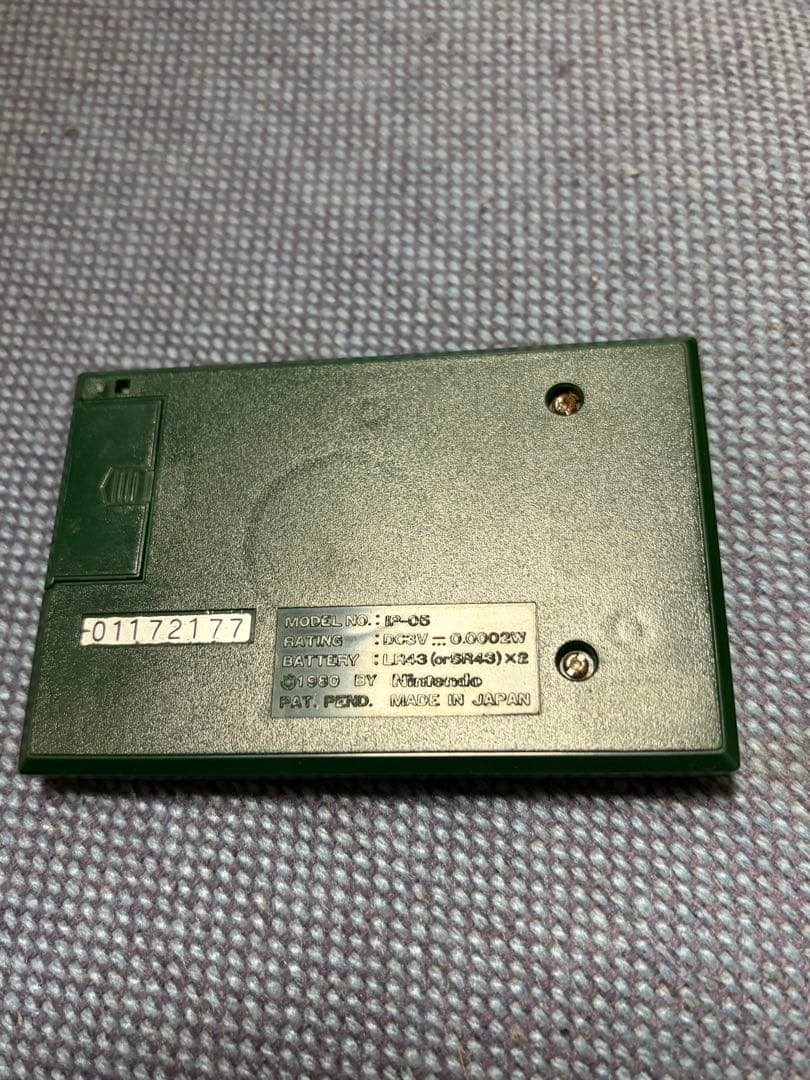 01172177
MODEL NO. : IP-05
RATING : DC3V ⎓ 0.0002W
BATTERY : LR43 (or SR43) ×2
©1980 BY Nintendo
PAT. PEND. MADE IN JAPAN